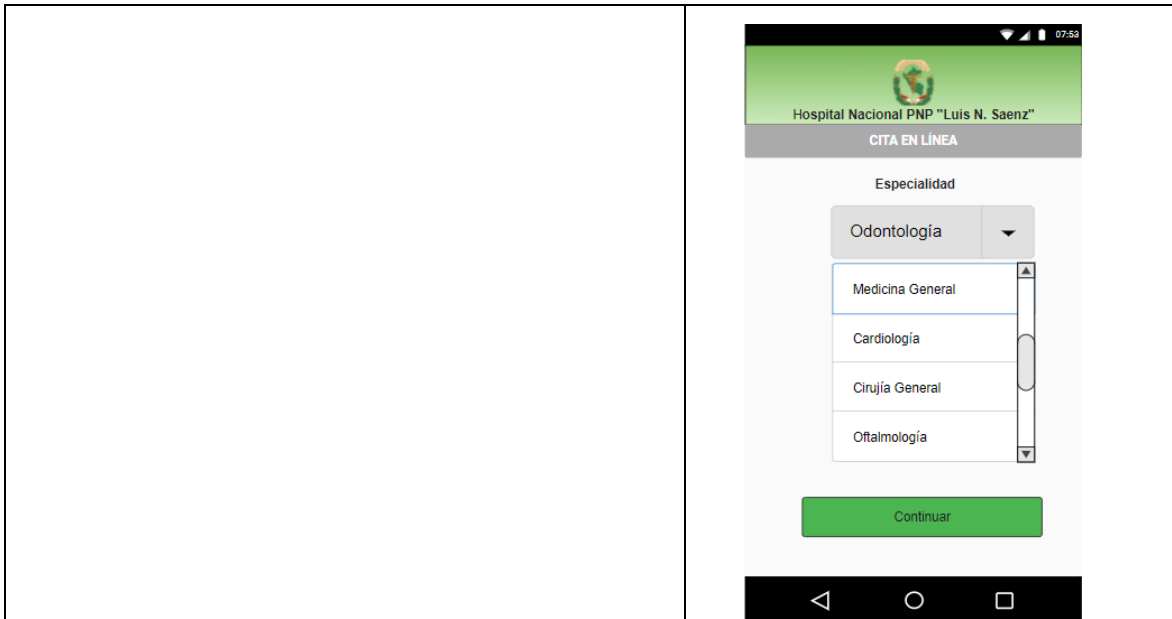 07:53
Hospital Nacional PNP "Luis N. Saenz"
CITA EN LÍNEA
Especialidad
Odontología
Medicina General
Cardiología
Cirujía General
Oftalmología
Continuar